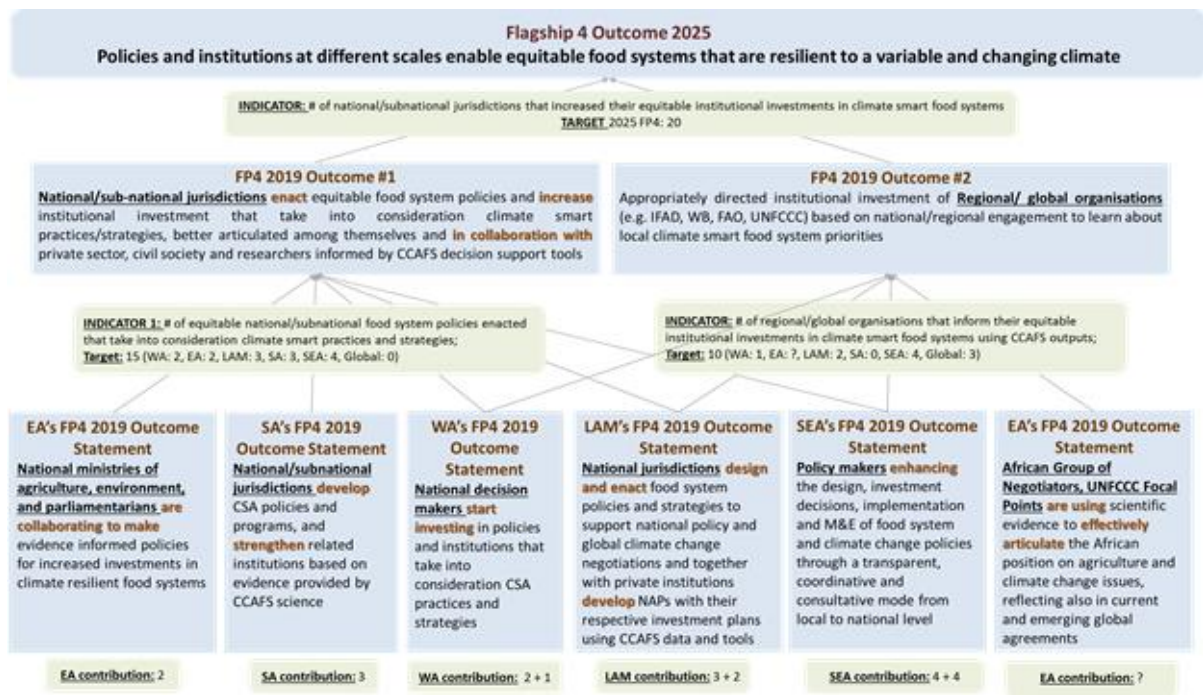 Flagship 4 Outcome 2025
Policies and institutions at different scales enable equitable food systems that are resilient to a variable and changing climate
INDICATOR: # of national/subnational jurisdictions that increased their equitable institutional investments in climate smart food systems
TARGET 2025 FP4: 20
FP4 2019 Outcome #1
National/sub-national jurisdictions enact equitable food system policies and increase
institutional investment that take into consideration climate smart
practices/strategies, better articulated among themselves and in collaboration with
private sector, civil society and researchers informed by CCAFS decision support tools
FP4 2019 Outcome #2
Appropriately directed institutional investment of Regional/ global organisations
(e.g. IFAD, WB, FAO, UNFCCC) based on national/regional engagement to learn about
local climate smart food system priorities
INDICATOR 1: # of equitable national/subnational food system policies enacted
that take into consideration climate smart practices and strategies;
Target: 15 (WA: 2, EA: 2, LAM: 3, SA: 3, SEA: 4, Global: 0)
INDICATOR: # of regional/global organisations that inform their equitable
institutional investments in climate smart food systems using CCAFS outputs;
Target: 10 (WA: 1, EA: ?, LAM: 2, SA: 0, SEA: 4, Global: 3)
EA's FP4 2019 Outcome
Statement
National ministries of
agriculture, environment,
and parliamentarians are
collaborating to make
evidence informed policies
for increased investments in
climate resilient food systems
EA contribution: 2
SA's FP4 2019
Outcome Statement
National/subnational
jurisdictions develop
CSA policies and
programs, and
strengthen related
institutions based on
evidence provided by
CCAFS science
SA contribution: 3
WA's FP4 2019
Outcome
Statement
National decision
makers start
investing in policies
and institutions that
take into
consideration CSA
practices and
strategies
WA contribution: 2 + 1
LAM's FP4 2019 Outcome
Statement
National jurisdictions design
and enact food system
policies and strategies to
support national policy and
global climate change
negotiations and together
with private institutions
develop NAPs with their
respective investment plans
using CCAFS data and tools
LAM contribution: 3 + 2
SEA's FP4 2019 Outcome
Statement
Policy makers enhancing
the design, investment
decisions, implementation
and M&E of food system
and climate change policies
through a transparent,
coordinative and
consultative mode from
local to national level
SEA contribution: 4 + 4
EA's FP4 2019 Outcome
Statement
African Group of
Negotiators, UNFCCC Focal
Points are using scientific
evidence to effectively
articulate the African
position on agriculture and
climate change issues,
reflecting also in current
and emerging global
agreements
EA contribution: ?